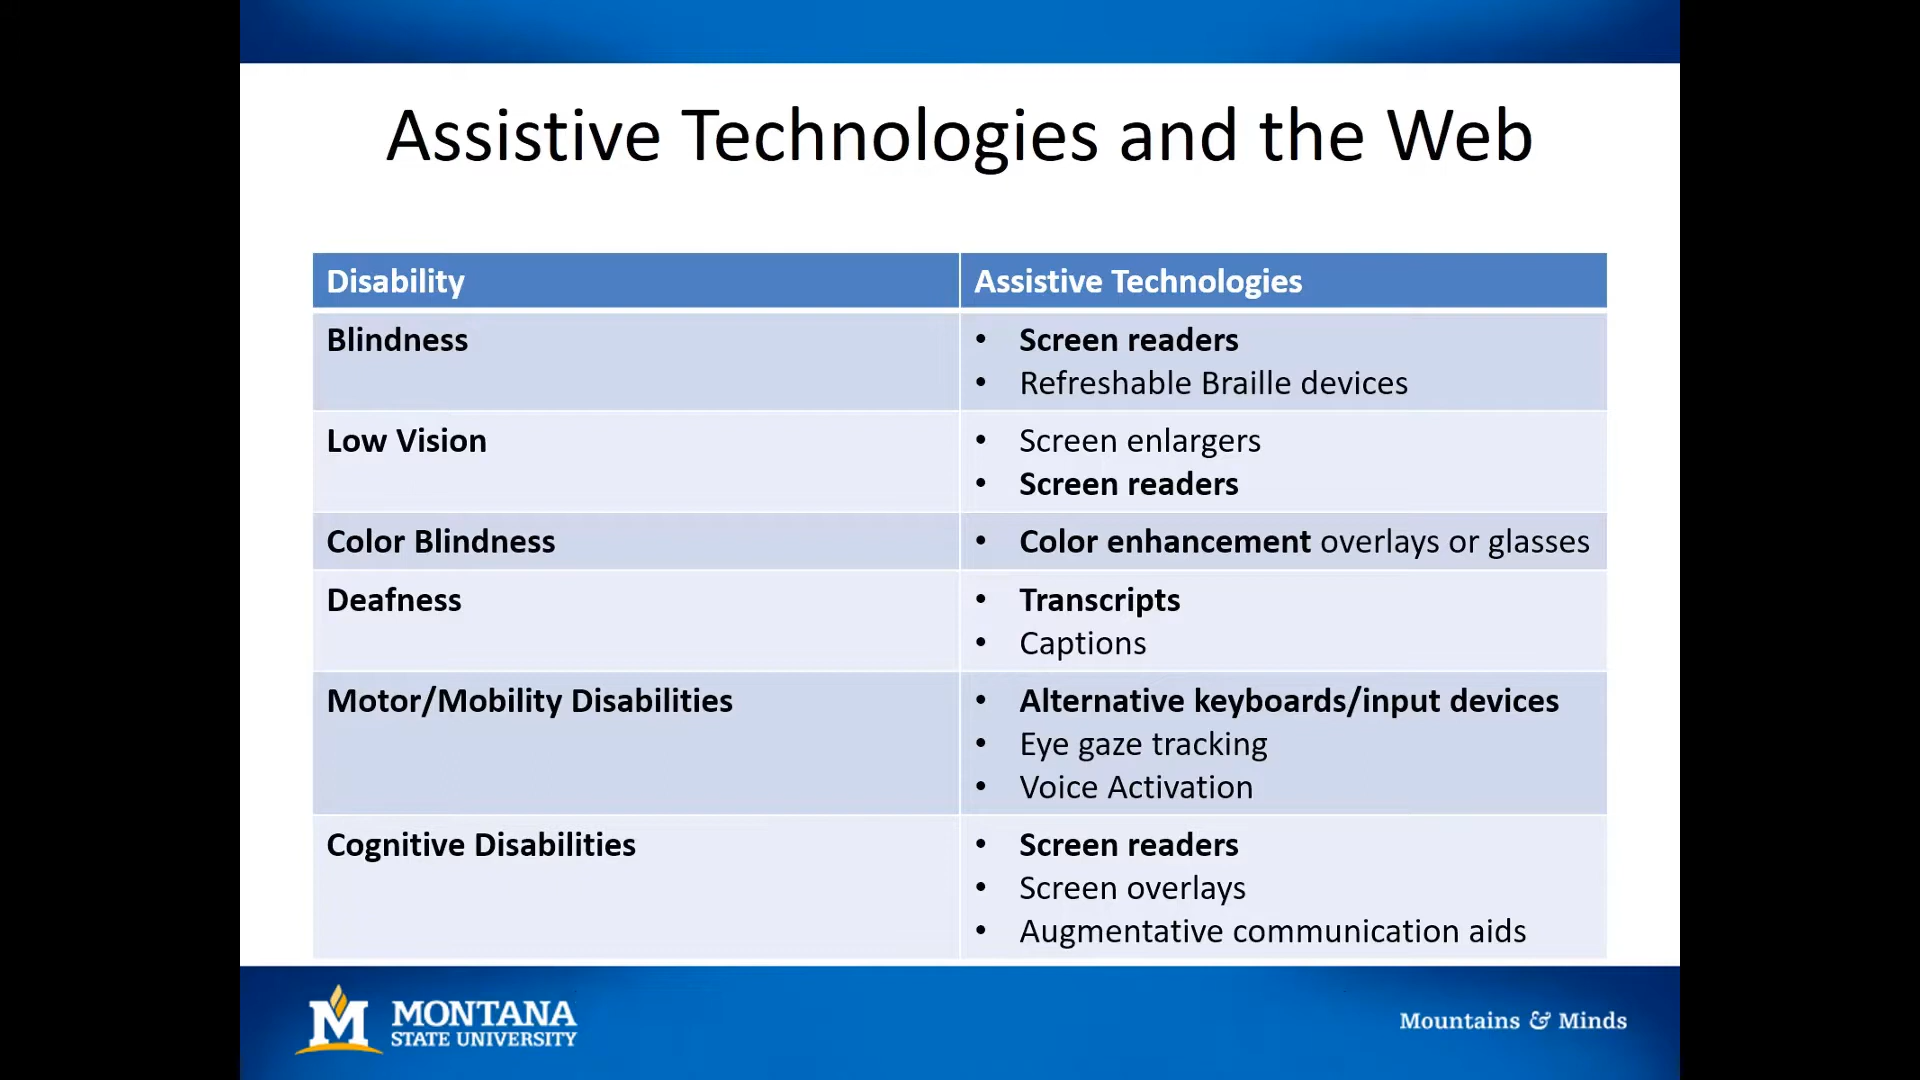 Assistive Technologies and the Web
Disability
Assistive Technologies
Blindness
• Screen readers
• Refreshable Braille devices
Low Vision
• Screen enlargers
• Screen readers
Color Blindness
• Color enhancement overlays or glasses
Deafness
• Transcripts
• Captions
Motor/Mobility Disabilities
• Alternative keyboards/input devices
• Eye gaze tracking
• Voice Activation
Cognitive Disabilities
• Screen readers
• Screen overlays
• Augmentative communication aids
M
MONTANA
STATE UNIVERSITY
Mountains & Minds